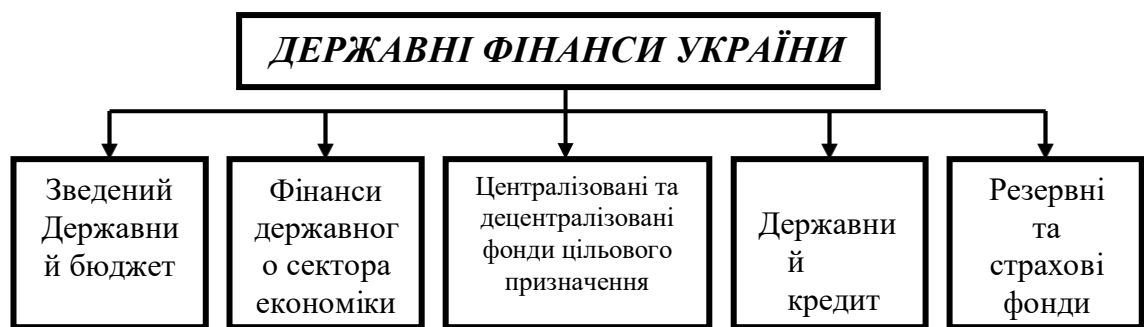 ДЕРЖАВНІ ФІНАНСИ УКРАЇНИ
Зведений
Державни
й бюджет
Фінанси
державног
о сектора
економіки
Централізовані та
децентралізовані
фонди цільового
призначення
Державни
й
кредит
Резервні
та
страхові
фонди